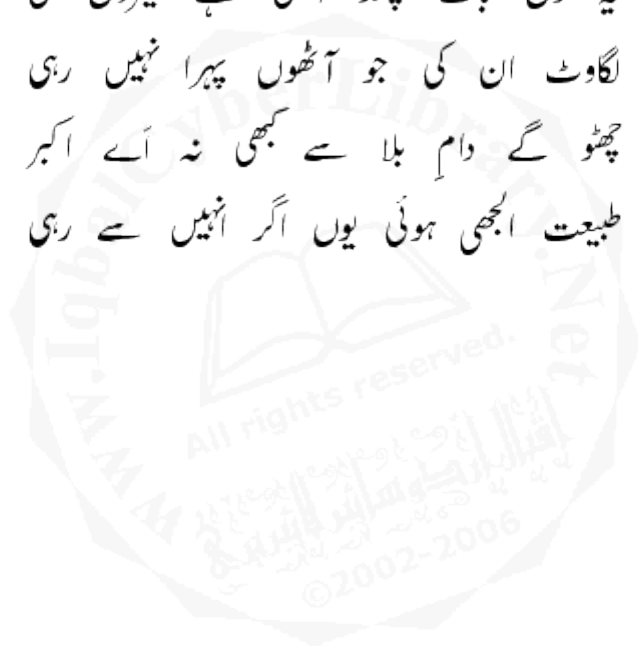 لگاوٹ ان کی جو آٹھوں پہرا نہیں رہی
چھٹو گے دامِ بلا سے کبھی نہ اَے اکبر
طبیعت الجھی ہوئی یوں اگر انہیں سے رہی
www.IqbalCyberLibrary.Net
All rights reserved.
©2002-2006